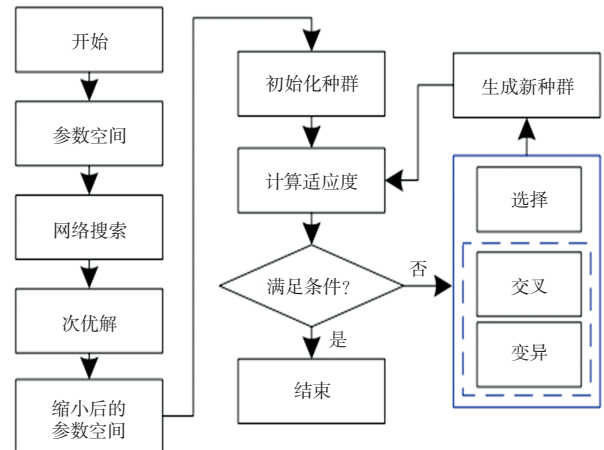 开始
参数空间
网络搜索
次优解
缩小后的
参数空间
初始化种群
计算适应度
满足条件?
是
结束
否
选择
交叉
变异
生成新种群